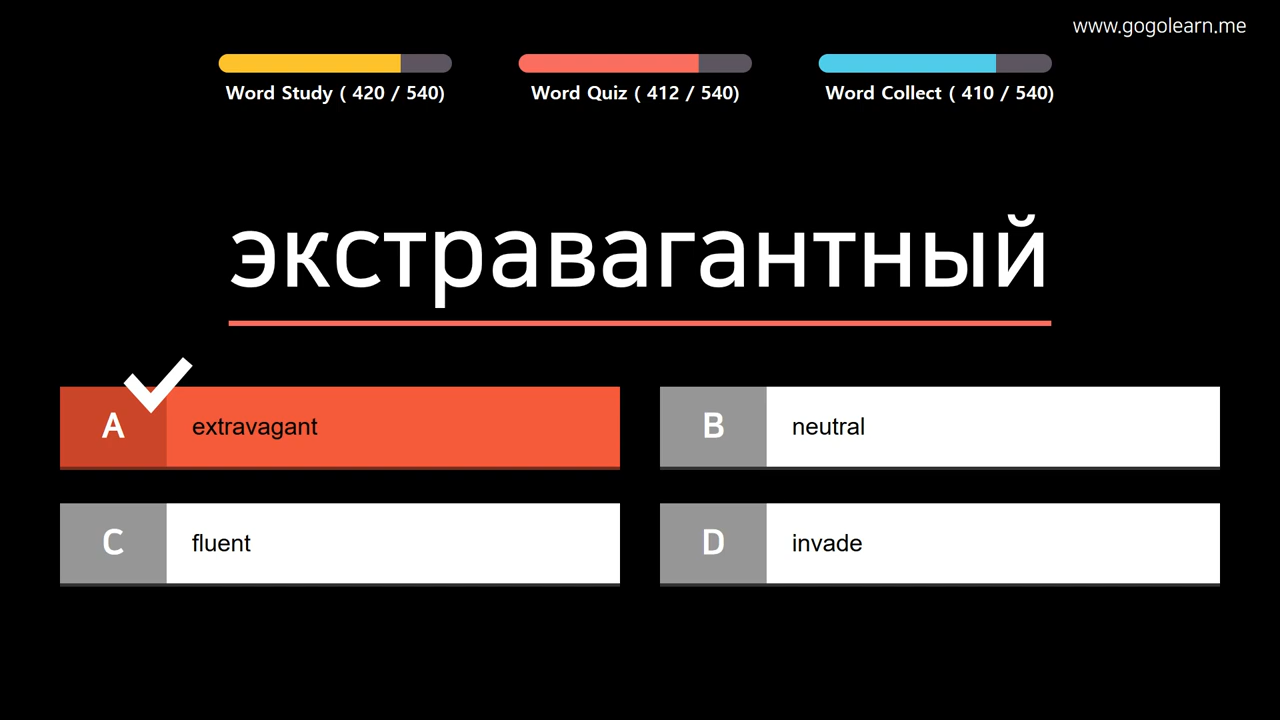 www.gogolearn.me
Word Study ( 420 / 540)
Word Quiz ( 412 / 540)
Word Collect ( 410 / 540)
экстравагантный
A extravagant
B neutral
C fluent
D invade